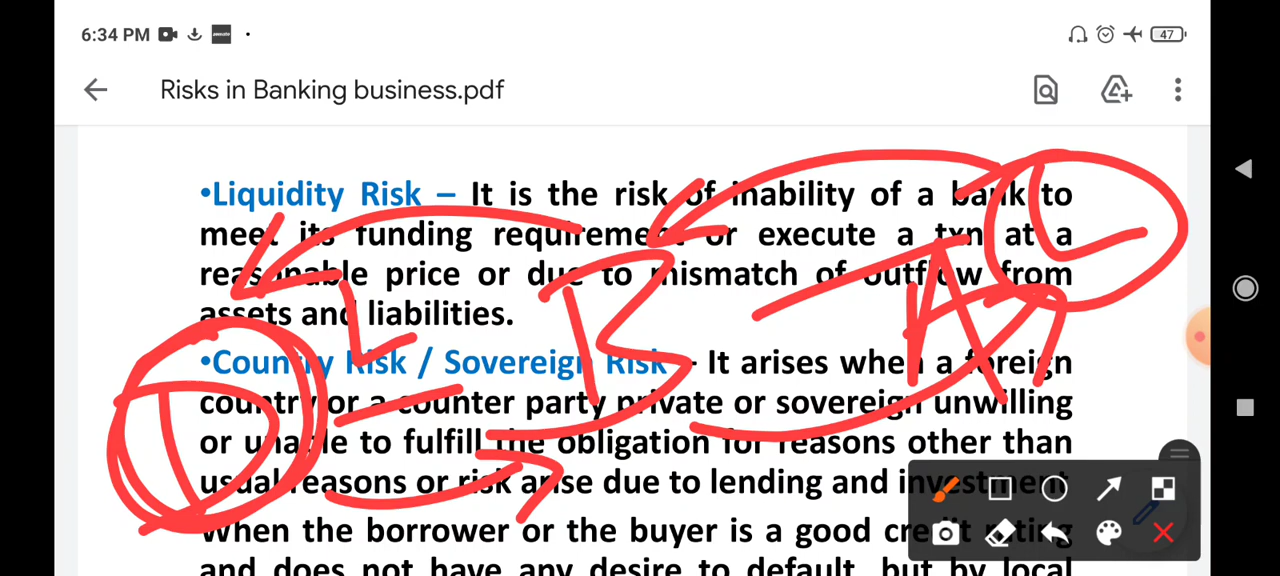 6:34 PM
47
Risks in Banking business.pdf
•Liquidity Risk – It is the risk of inability of a bank to
meet its funding requirement or execute a txn at a
reasonable price or due to mismatch of outflow from
assets and liabilities.
•Country Risk / Sovereign Risk - It arises when a foreign
country or a counter party private or sovereign unwilling
or unable to fulfill the obligation for reasons other than
usual reasons or risk arise due to lending and investment
When the borrower or the buyer is a good credit rating
and does not have any desire to default, but by local
D
L
B
A
L